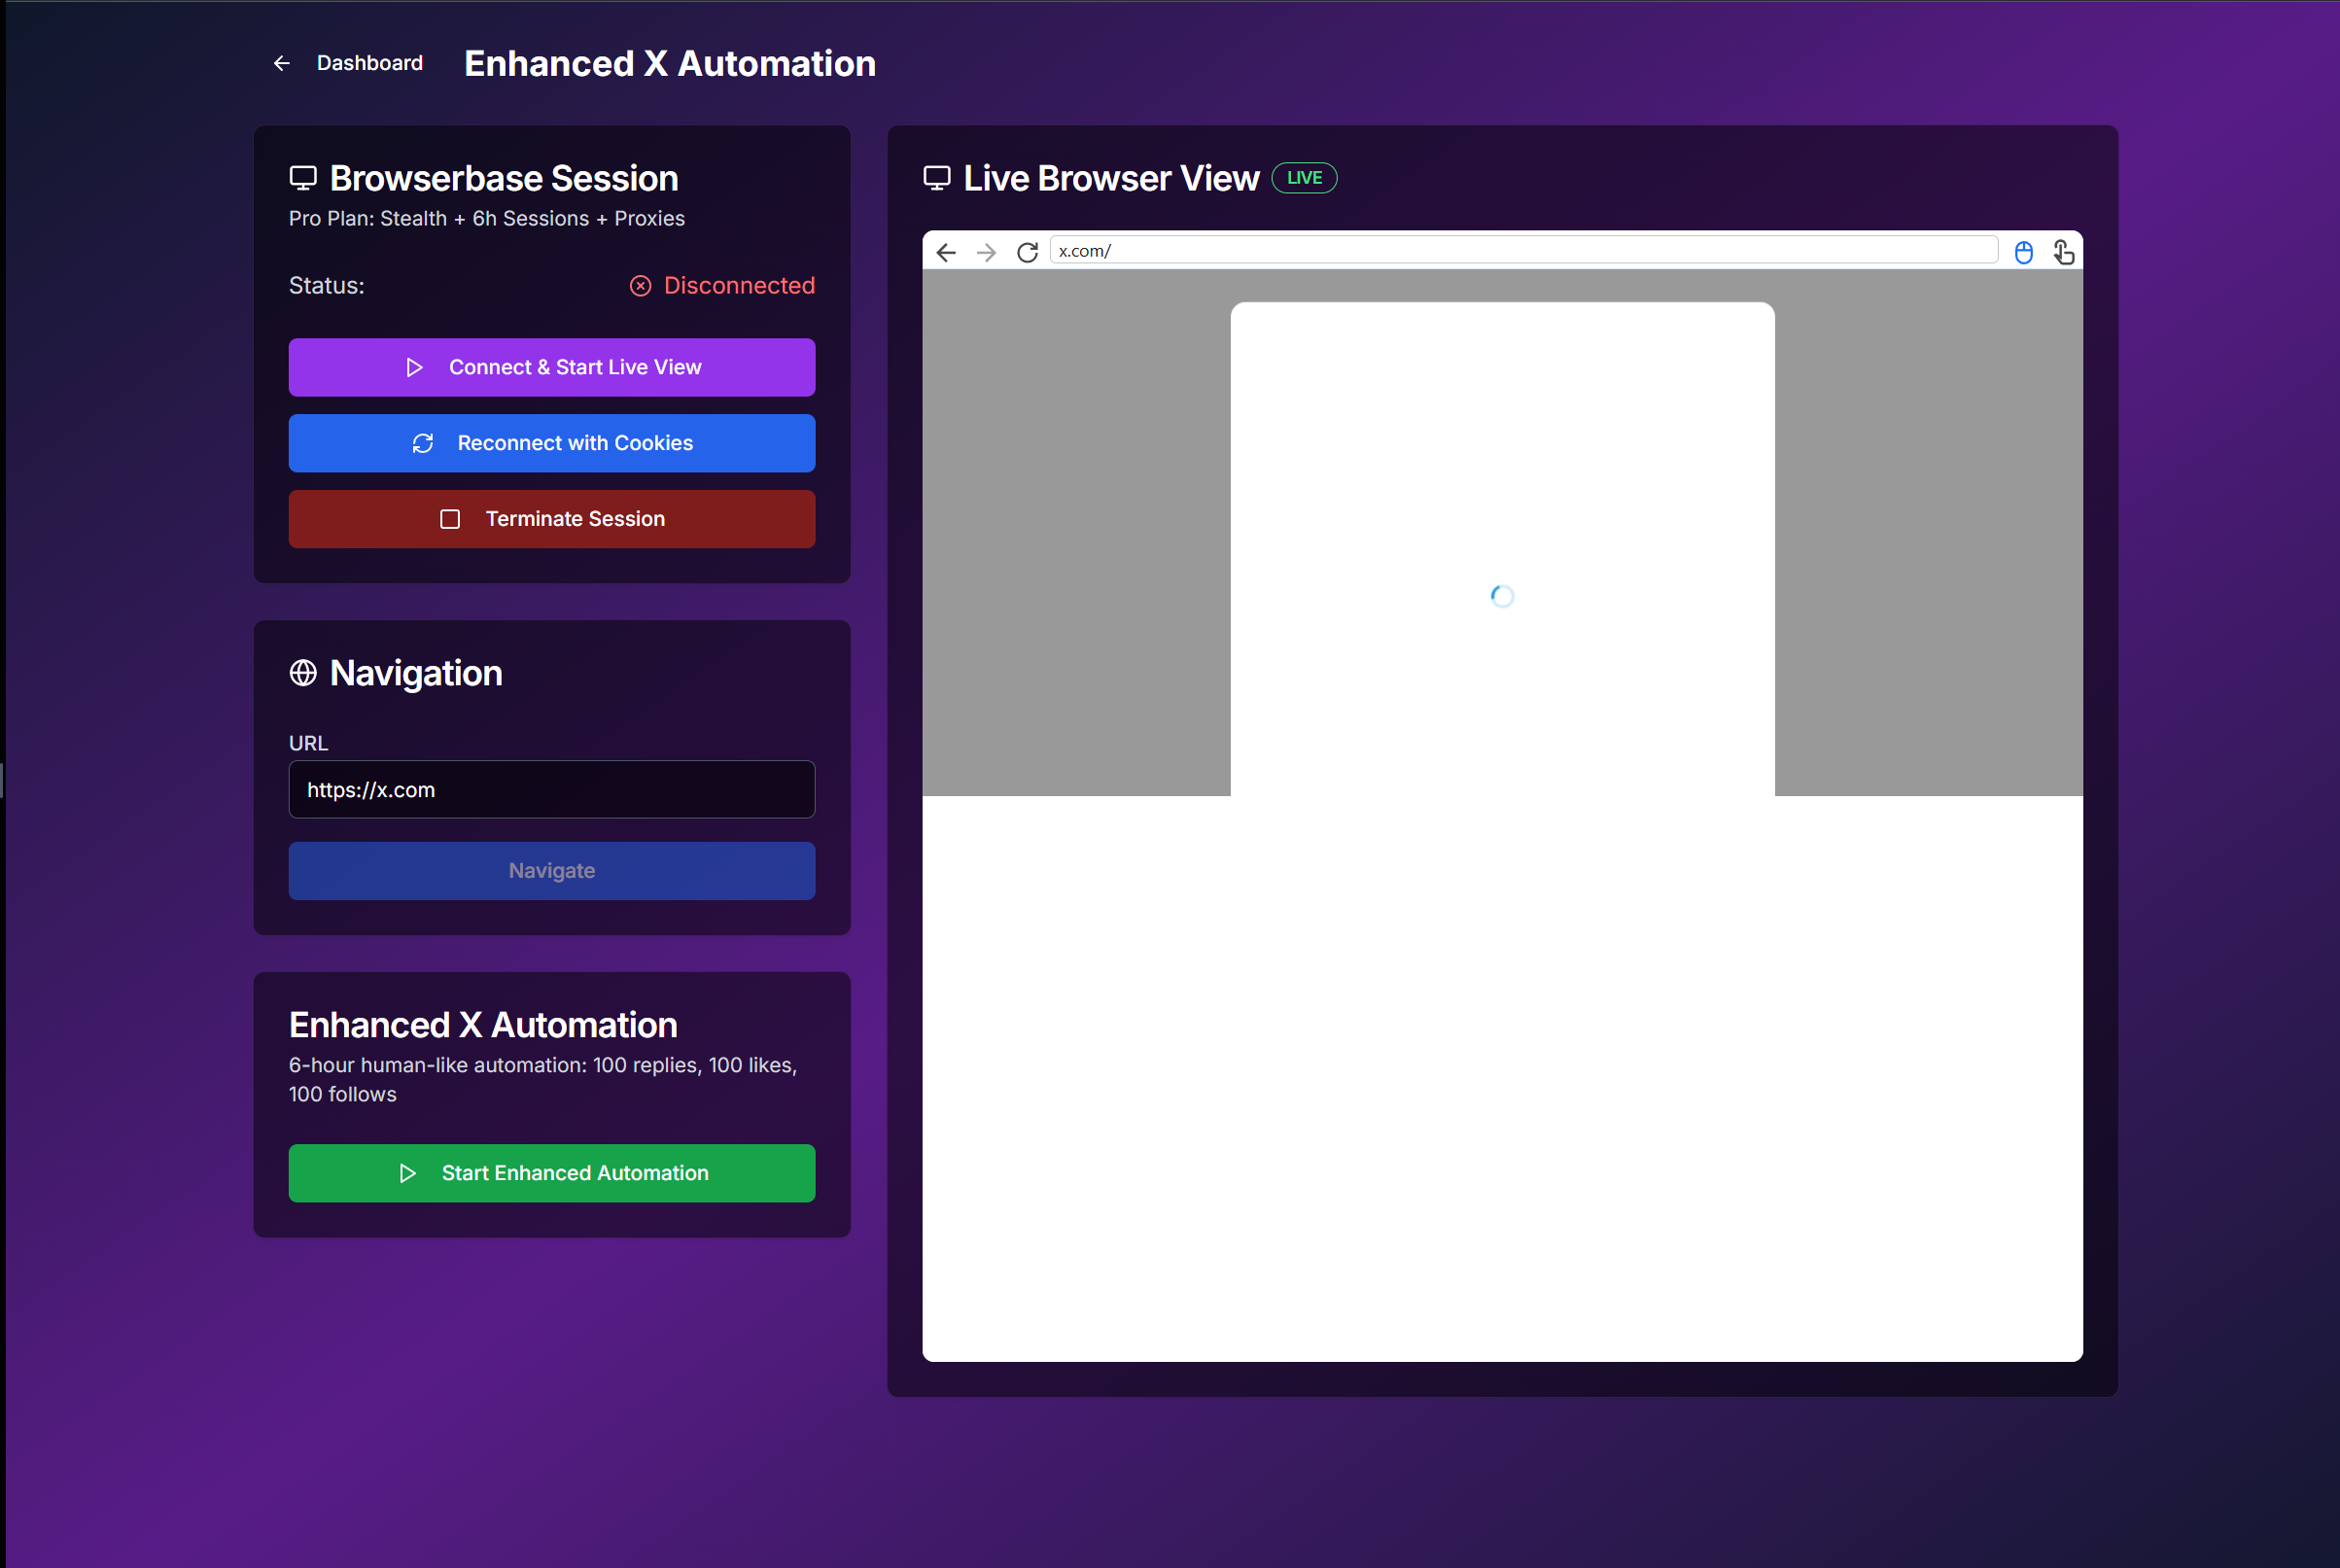 Dashboard
Enhanced X Automation
Browserbase Session
Pro Plan: Stealth + 6h Sessions + Proxies
Status:
Disconnected
Connect & Start Live View
Reconnect with Cookies
Terminate Session
Navigation
URL
https://x.com
Navigate
Enhanced X Automation
6-hour human-like automation: 100 replies, 100 likes,
100 follows
Start Enhanced Automation
Live Browser View
LIVE
x.com/